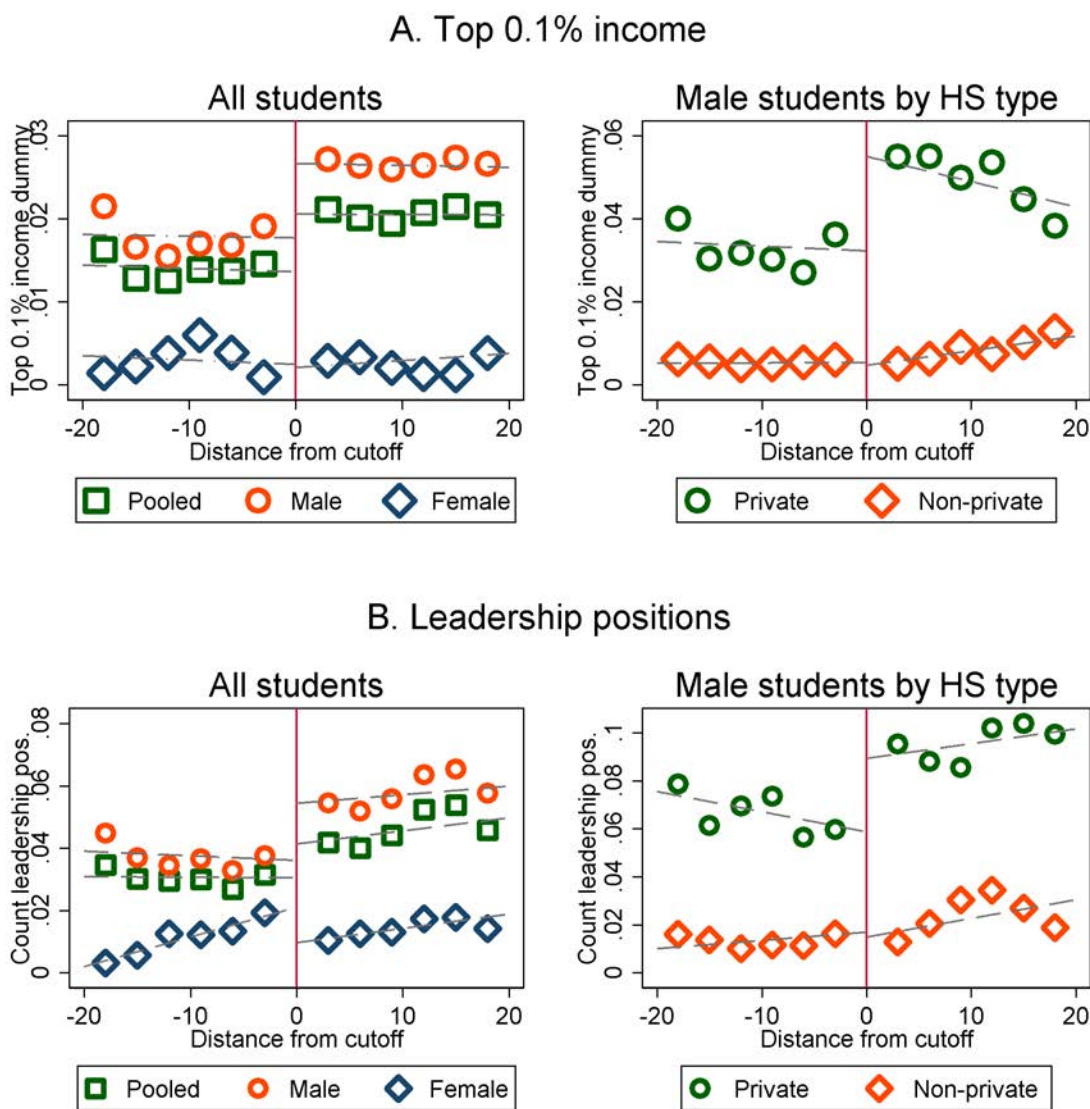 A. Top 0.1% income
All students
Male students by HS type
Top 0.1% income dummy
0 .01 .02 .03
-20 -10 0 10 20
Distance from cutoff
Pooled Male Female
Top 0.1% income dummy
0 .02 .04 .06
-20 -10 0 10 20
Distance from cutoff
Private Non-private
B. Leadership positions
All students
Male students by HS type
Count leadership pos.
0 .02 .04 .06 .08
-20 -10 0 10 20
Distance from cutoff
Pooled Male Female
Count leadership pos.
0 .02 .04 .06 .08 .1
-20 -10 0 10 20
Distance from cutoff
Private Non-private